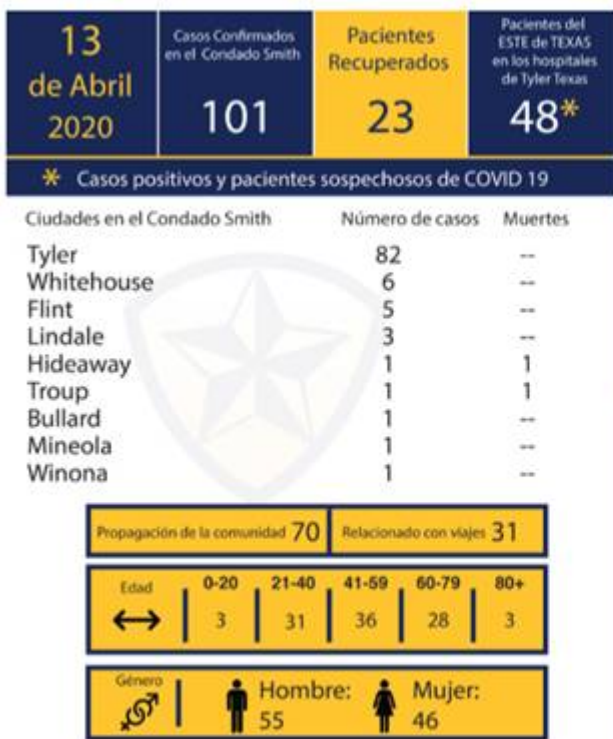 13
de Abril
2020
Casos Confirmados
en el Condado Smith
101
Pacientes
Recuperados
23
Pacientes del
ESTE de TEXAS
en los hospitales
de Tyler Texas
48*
* Casos positivos y pacientes sospechosos de COVID 19
Ciudades en el Condado Smith Número de casos Muertes
Tyler 82 --
Whitehouse 6 --
Flint 5 --
Lindale 3 --
Hideaway 1 1
Troup 1 1
Bullard 1 --
Mineola 1 --
Winona 1 --
Propagación de la comunidad 70 Relacionado con viajes 31
Edad 0-20 21-40 41-59 60-79 80+
3 31 36 28 3
Género
Hombre: Mujer:
55 46